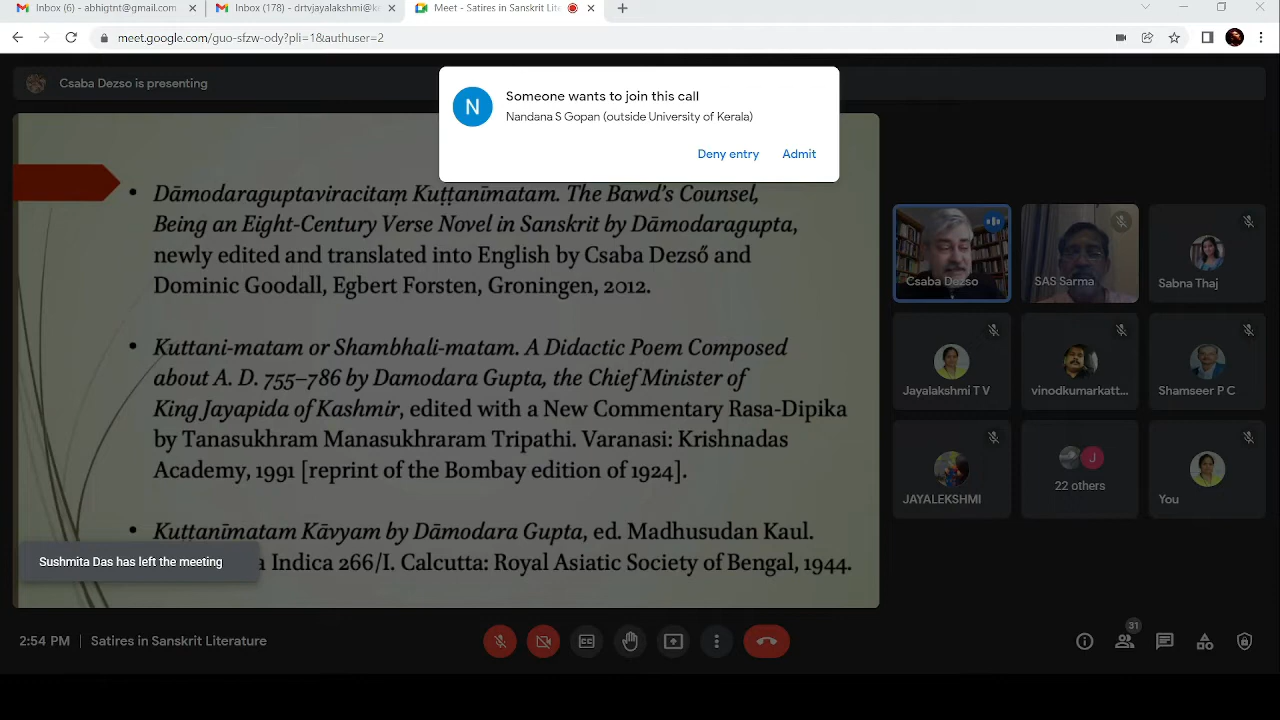 Inbox (6) - abhigtnt@gmail.com
Inbox (178) - drtvjayalakshmi@k
Meet - Satires in Sanskrit Lit
meet.google.com/guo-sfzw-ody?pli=1&authuser=2
Csaba Dezso is presenting
N
Someone wants to join this call
Nandana S Gopan (outside University of Kerala)
Deny entry Admit
• Dāmodaraguptaviracitaṃ Kuṭṭanīmatam. The Bawd's Counsel,
Being an Eight-Century Verse Novel in Sanskrit by Dāmodaragupta,
newly edited and translated into English by Csaba Dezső and
Dominic Goodall, Egbert Forsten, Groningen, 2012.
• Kuttani-matam or Shambhali-matam. A Didactic Poem Composed
about A. D. 755–786 by Damodara Gupta, the Chief Minister of
King Jayapida of Kashmir, edited with a New Commentary Rasa-Dipika
by Tanasukhram Manasukhraram Tripathi. Varanasi: Krishnadas
Academy, 1991 [reprint of the Bombay edition of 1924].
• Kuṭṭanīmataṃ Kāvyam by Dāmodara Gupta, ed. Madhusudan Kaul.
a Indica 266/I. Calcutta: Royal Asiatic Society of Bengal, 1944.
Sushmita Das has left the meeting
Csaba Dezso
SAS Sarma
Sabna Thaj
Jayalakshmi T V
vinodkumarkatt...
Shamseer P C
JAYALEKSHMI
J
22 others
You
2:54 PM | Satires in Sanskrit Literature
31